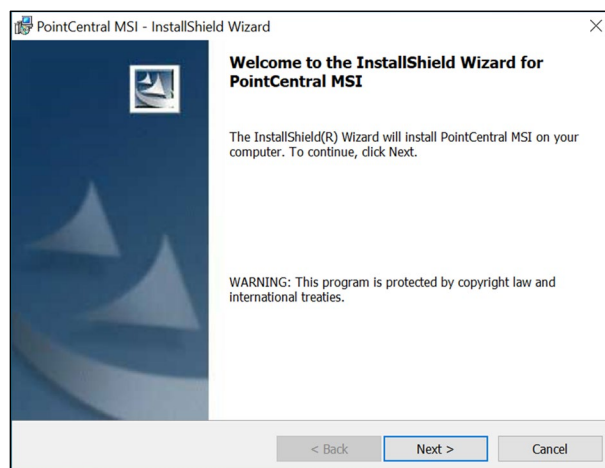 PointCentral MSI - InstallShield Wizard
Welcome to the InstallShield Wizard for
PointCentral MSI
The InstallShield(R) Wizard will install PointCentral MSI on your
computer. To continue, click Next.
WARNING: This program is protected by copyright law and
international treaties.
< Back
Next >
Cancel